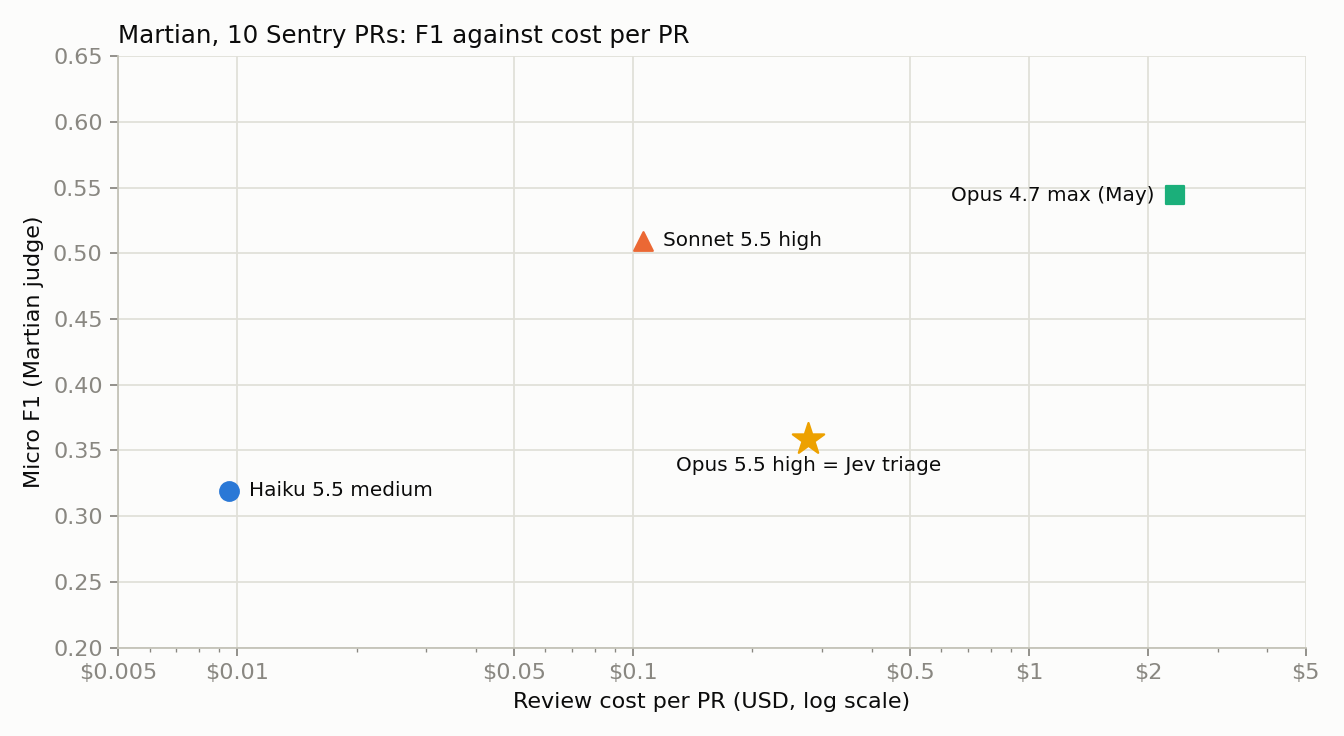 Martian, 10 Sentry PRs: F1 against cost per PR
Micro F1 (Martian judge)
0.65
0.60
0.55
0.50
0.45
0.40
0.35
0.30
0.25
0.20
Opus 4.7 max (May)
Sonnet 5.5 high
Opus 5.5 high = Jev triage
Haiku 5.5 medium
$0.005 $0.01 $0.05 $0.1 $0.5 $1 $2 $5
Review cost per PR (USD, log scale)